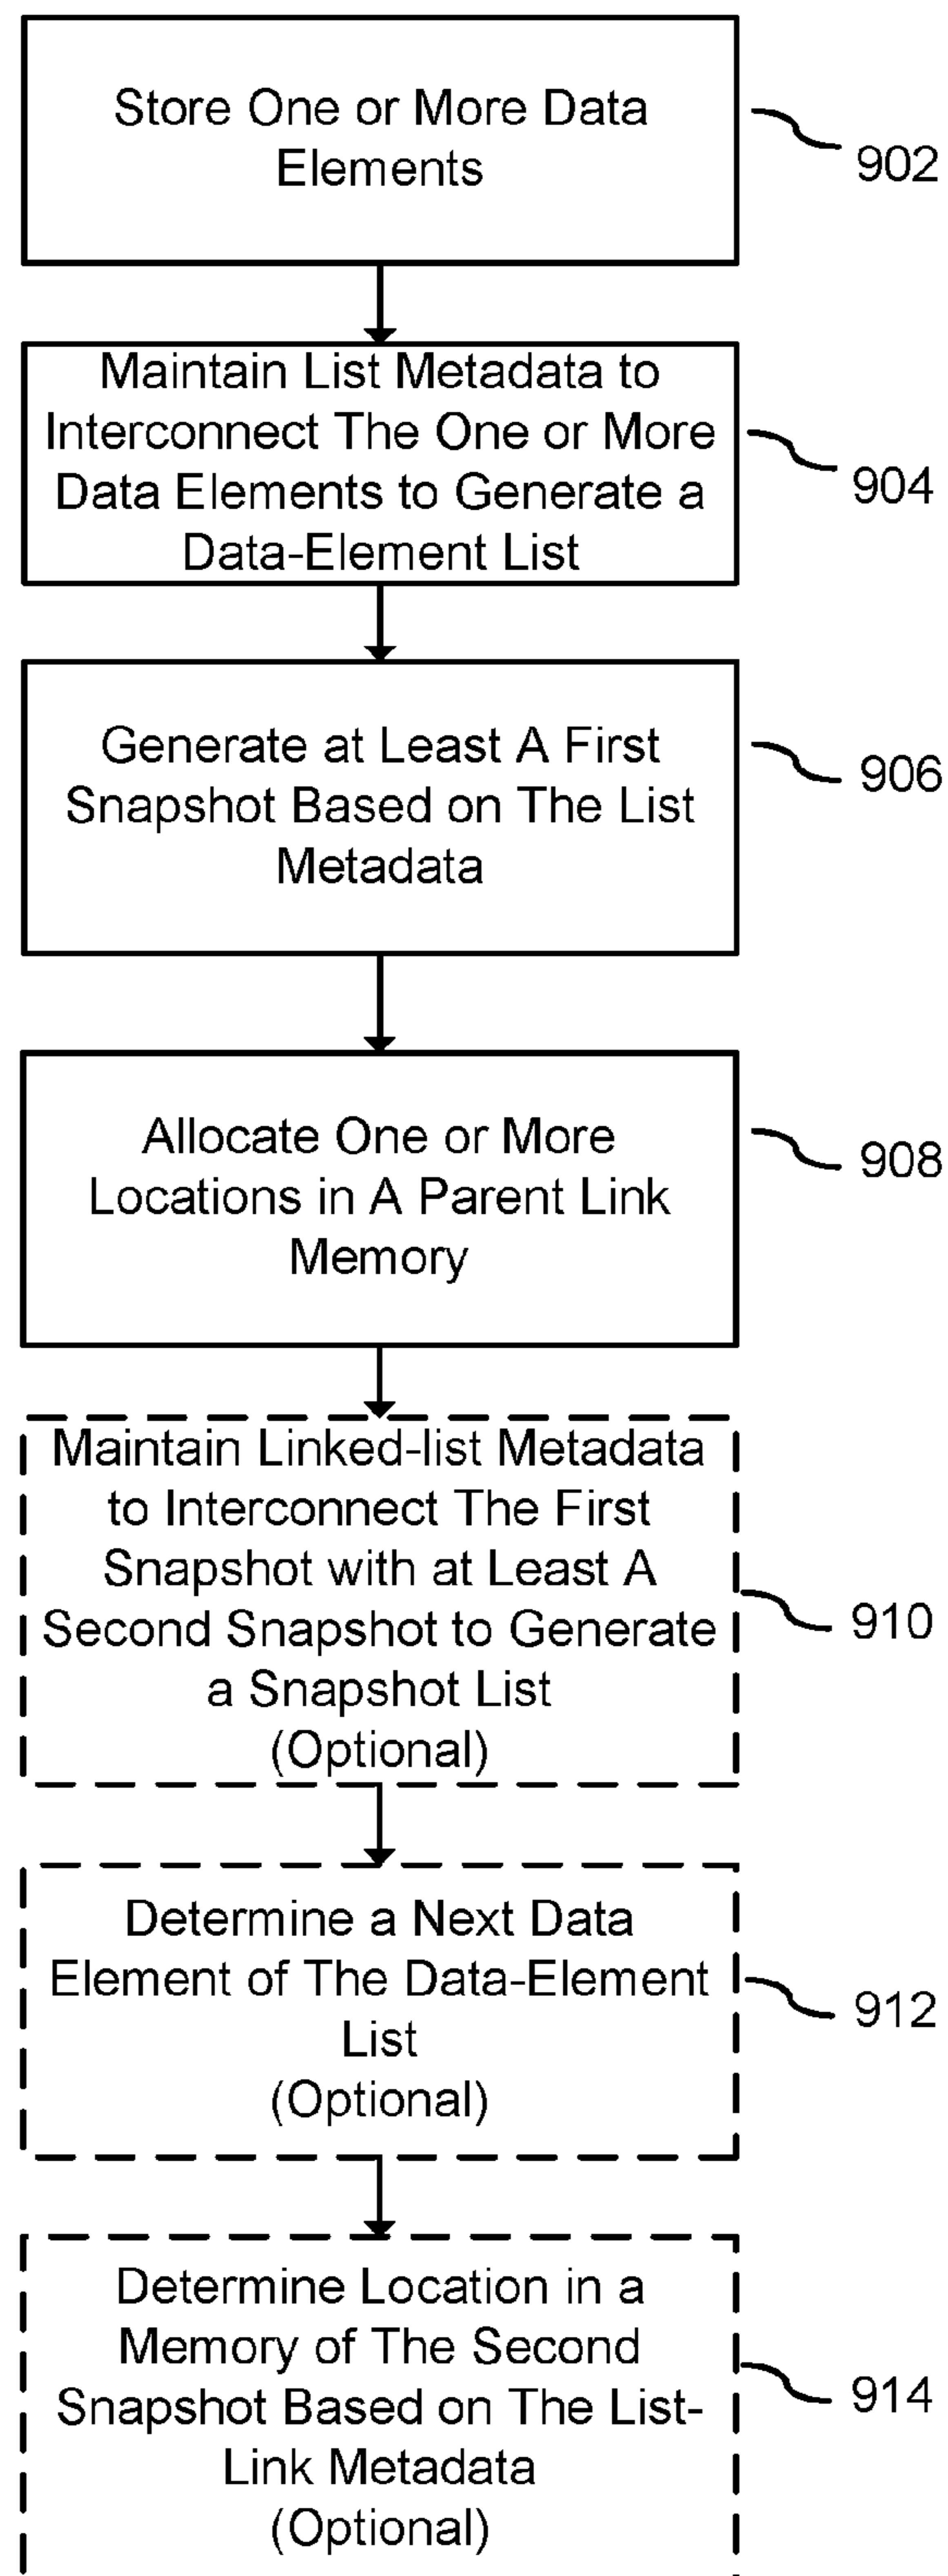 Store One or More Data
Elements
902
Maintain List Metadata to
Interconnect The One or More
Data Elements to Generate a
Data-Element List
904
Generate at Least A First
Snapshot Based on The List
Metadata
906
Allocate One or More
Locations in A Parent Link
Memory
908
Maintain Linked-list Metadata
to Interconnect The First
Snapshot with at Least A
Second Snapshot to Generate
a Snapshot List
(Optional)
910
Determine a Next Data
Element of The Data-Element
List
(Optional)
912
Determine Location in a
Memory of The Second
Snapshot Based on The List-
Link Metadata
(Optional)
914